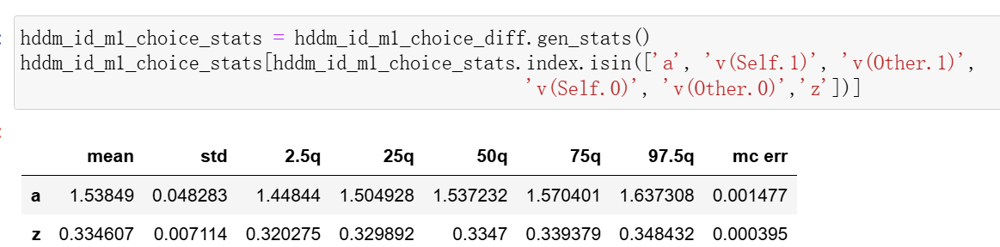 hddm_id_m1_choice_stats = hddm_id_m1_choice_diff.gen_stats()
hddm_id_m1_choice_stats[hddm_id_m1_choice_stats.index.isin(['a', 'v(Self.1)', 'v(Other.1)',
'v(Self.0)', 'v(Other.0)','z'])]
mean std 2.5q 25q 50q 75q 97.5q mc err
a 1.53849 0.048283 1.44844 1.504928 1.537232 1.570401 1.637308 0.001477
z 0.334607 0.007114 0.320275 0.329892 0.3347 0.339379 0.348432 0.000395